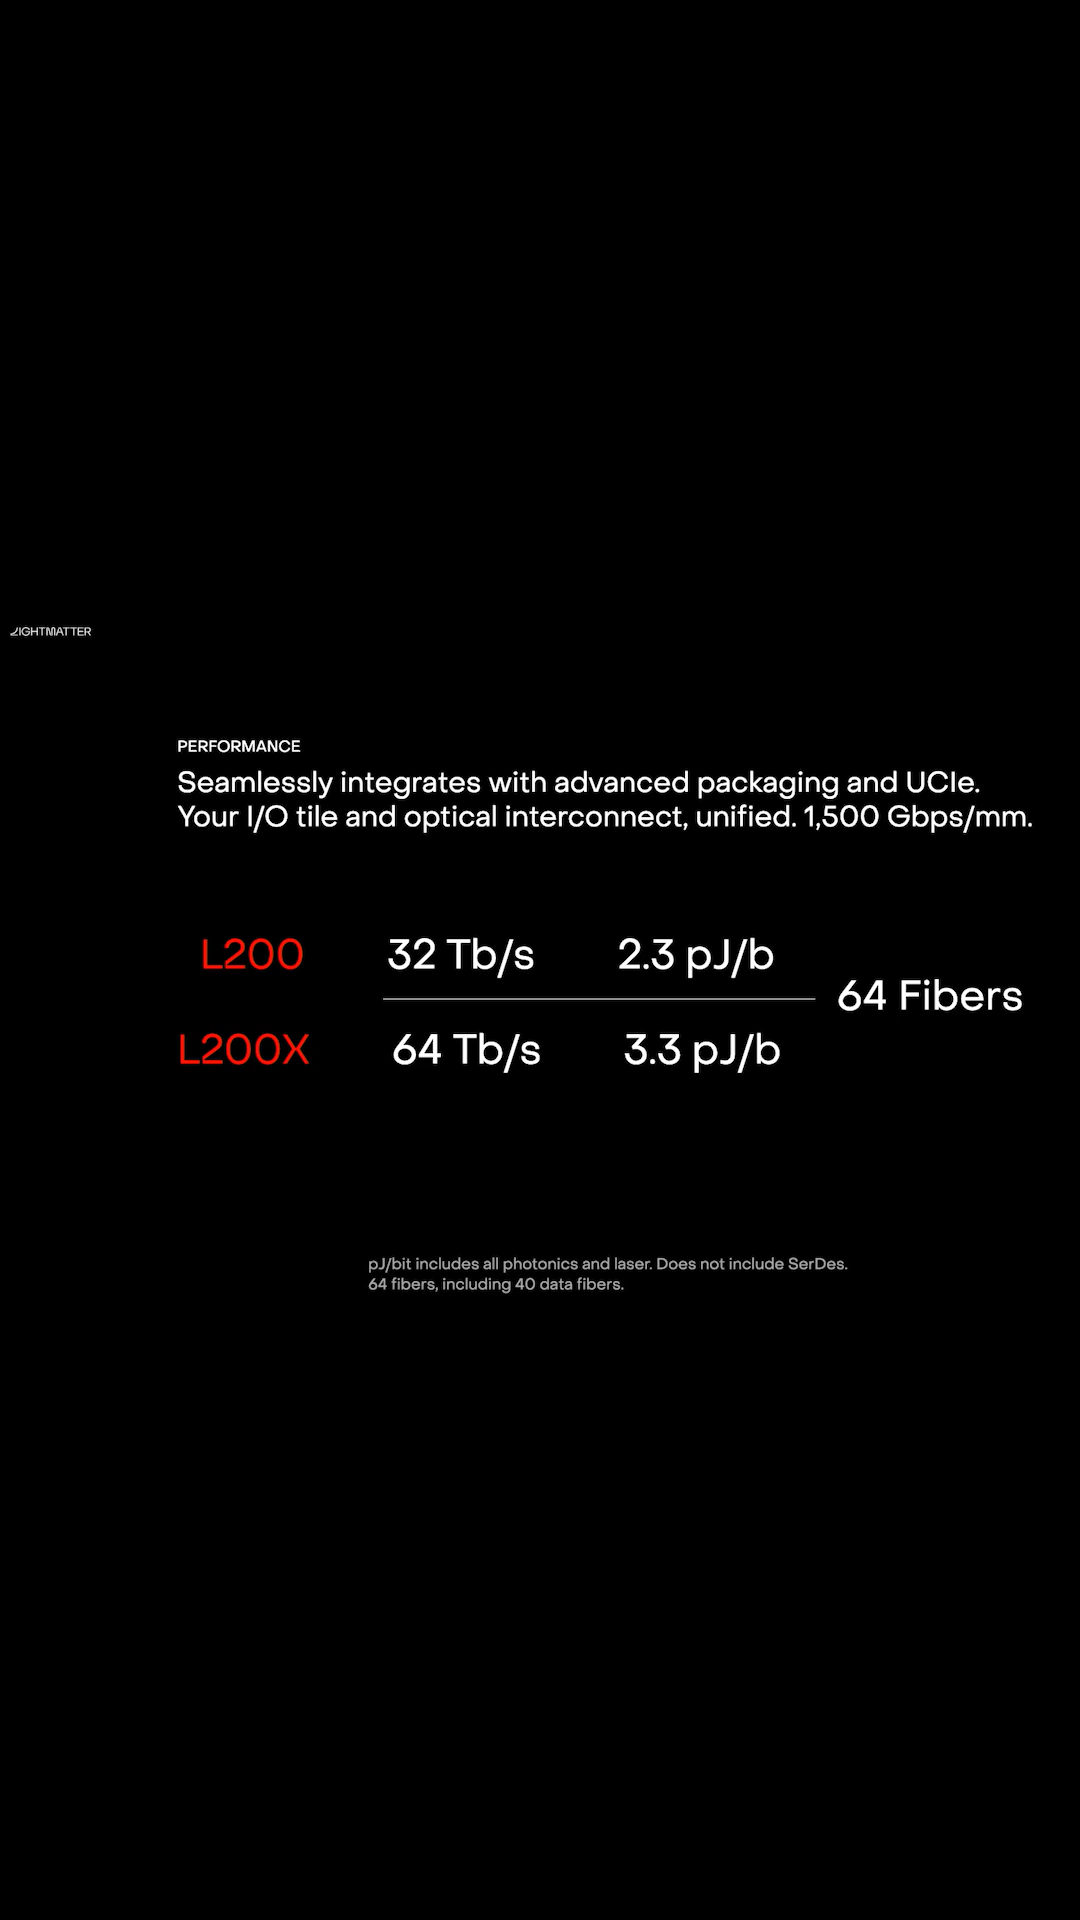 LIGHTMATTER
PERFORMANCE
Seamlessly integrates with advanced packaging and UCIe.
Your I/O tile and optical interconnect, unified. 1,500 Gbps/mm.
L200 32 Tb/s 2.3 pJ/b
64 Fibers
L200X 64 Tb/s 3.3 pJ/b
pJ/bit includes all photonics and laser. Does not include SerDes.
64 fibers, including 40 data fibers.